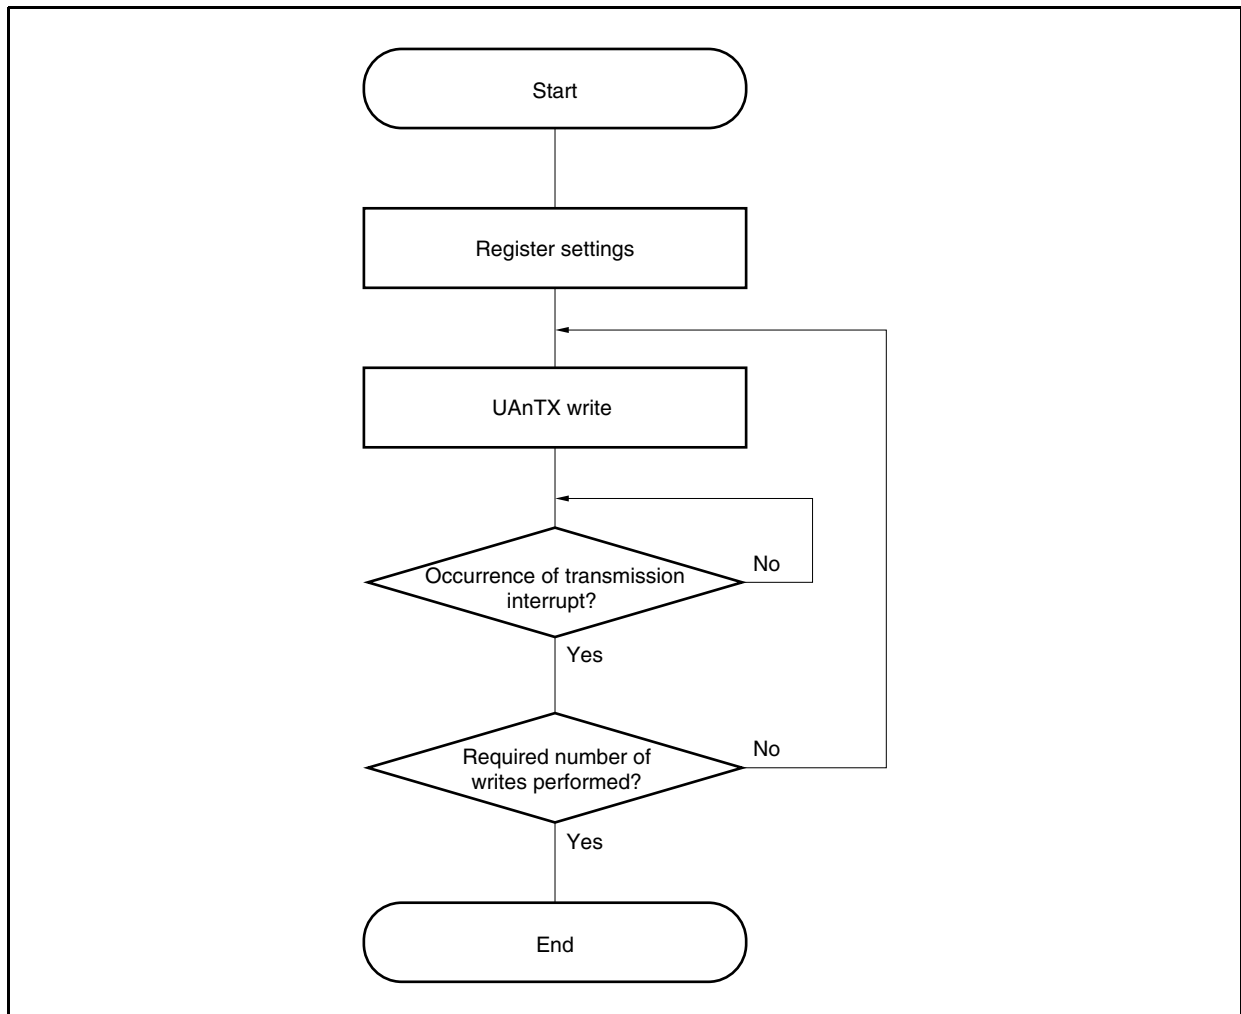 Start
Register settings
UAnTX write
Occurrence of transmission
interrupt?
No
Yes
Required number of
writes performed?
No
Yes
End